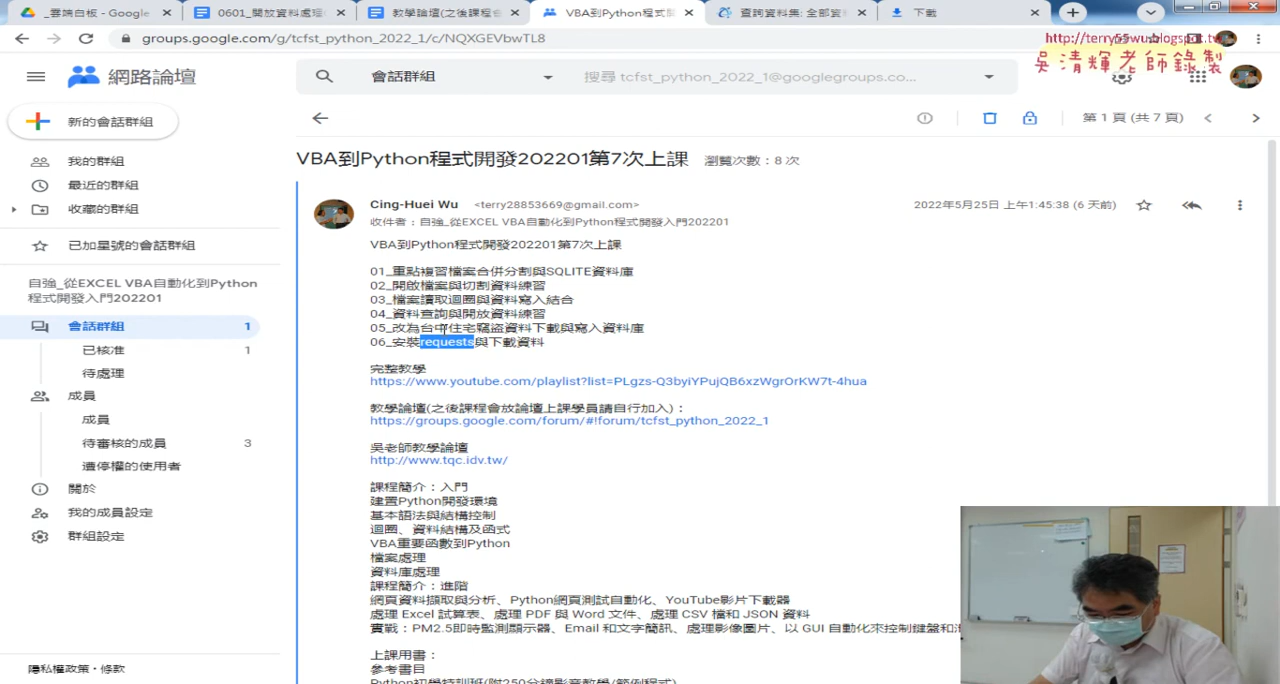 _雲端白板 - Google
0601_開放資料處理
教學論壇(之後課程會
VBA到Python程式開
查詢資料集: 全部資
下載
groups.google.com/g/tcfst_python_2022_1/c/NQXGEVbwTL8
http://terry55wu.blogspot.tw
吳清輝老師錄製
網路論壇
會話群組
搜尋 tcfst_python_2022_1@googlegroups.co...
新的會話群組
第 1 頁 (共 7 頁)
我的群組
最近的群組
收藏的群組
已加星號的會話群組
自強_從EXCEL VBA自動化到Python
程式開發入門202201
會話群組 1
已核准 1
待處理
成員
成員
待審核的成員 3
遭停權的使用者
關於
我的成員設定
群組設定
隱私權政策・條款
VBA到Python程式開發202201第7次上課 瀏覽次數：8 次
Cing-Huei Wu <terry28853669@gmail.com>
2022年5月25日 上午1:45:38 (6 天前)
收件者：自強_從EXCEL VBA自動化到Python程式開發入門202201
VBA到Python程式開發202201第7次上課
01_重點複習檔案合併分割與SQLITE資料庫
02_開啟檔案與切割資料練習
03_檔案讀取迴圈與資料寫入結合
04_資料查詢與開放資料練習
05_改為台中住宅竊盜資料下載與寫入資料庫
06_安裝requests與下載資料
完整教學
https://www.youtube.com/playlist?list=PLgzs-Q3byiYPujQB6xzWgrOrKW7t-4hua
教學論壇(之後課程會放論壇上課學員請自行加入)：
https://groups.google.com/forum/#!forum/tcfst_python_2022_1
吳老師教學論壇
http://www.tqc.idv.tw/
課程簡介：入門
建置Python開發環境
基本語法與結構控制
迴圈、資料結構及函式
VBA重要函數到Python
檔案處理
資料庫處理
課程簡介：進階
網頁資料擷取與分析、Python網頁測試自動化、YouTube影片下載器
處理 Excel 試算表、處理 PDF 與 Word 文件、處理 CSV 檔和 JSON 資料
實戰：PM2.5即時監測顯示器、Email 和文字簡訊、處理影像圖片、以 GUI 自動化來控制鍵盤和
上課用書：
參考書目
Python初學特訓班(附250分鐘影音教學/範例程式)